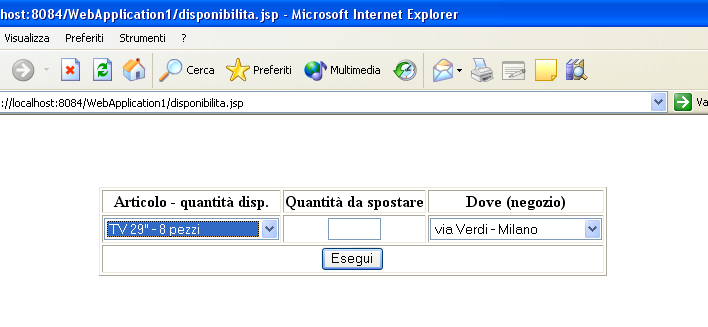 host:8084/WebApplication1/disponibilita.jsp - Microsoft Internet Explorer
Visualizza Preferiti Strumenti ?
Cerca Preferiti Multimedia
://localhost:8084/WebApplication1/disponibilita.jsp Va
Articolo - quantità disp. Quantità da spostare Dove (negozio)
TV 29" - 8 pezzi via Verdi - Milano
Esegui